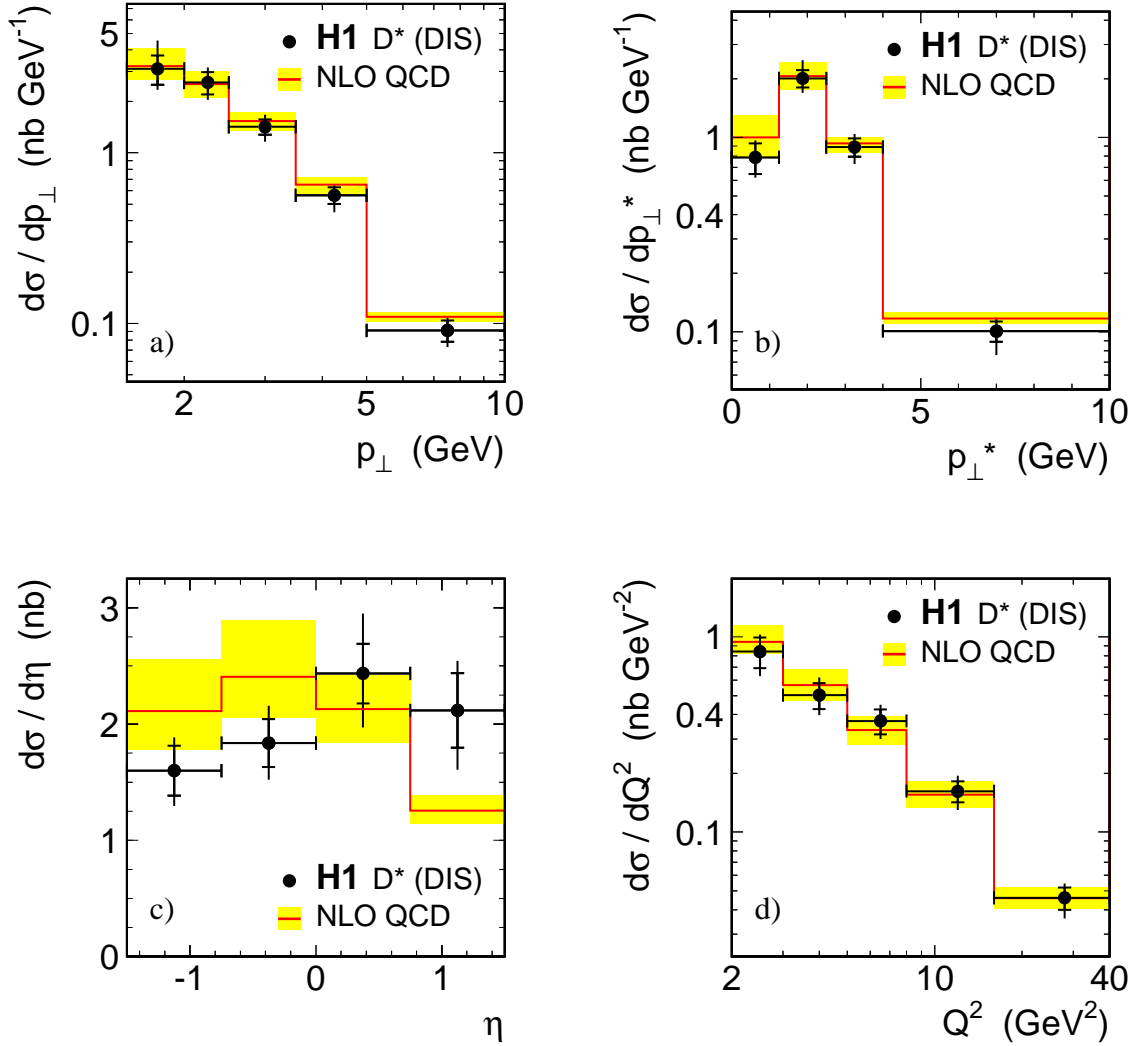 dσ / dp⊥ (nb GeV⁻¹)
5
1
0.1
H1 D* (DIS)
NLO QCD
a)
2 5 10
p⊥ (GeV)
dσ / dp⊥* (nb GeV⁻¹)
1
0.4
0.1
H1 D* (DIS)
NLO QCD
b)
0 5 10
p⊥* (GeV)
dσ / dη (nb)
3
2
1
0
H1 D* (DIS)
NLO QCD
c)
-1 0 1
η
dσ / dQ² (nb GeV⁻²)
1
0.4
0.1
H1 D* (DIS)
NLO QCD
d)
2 10 40
Q² (GeV²)